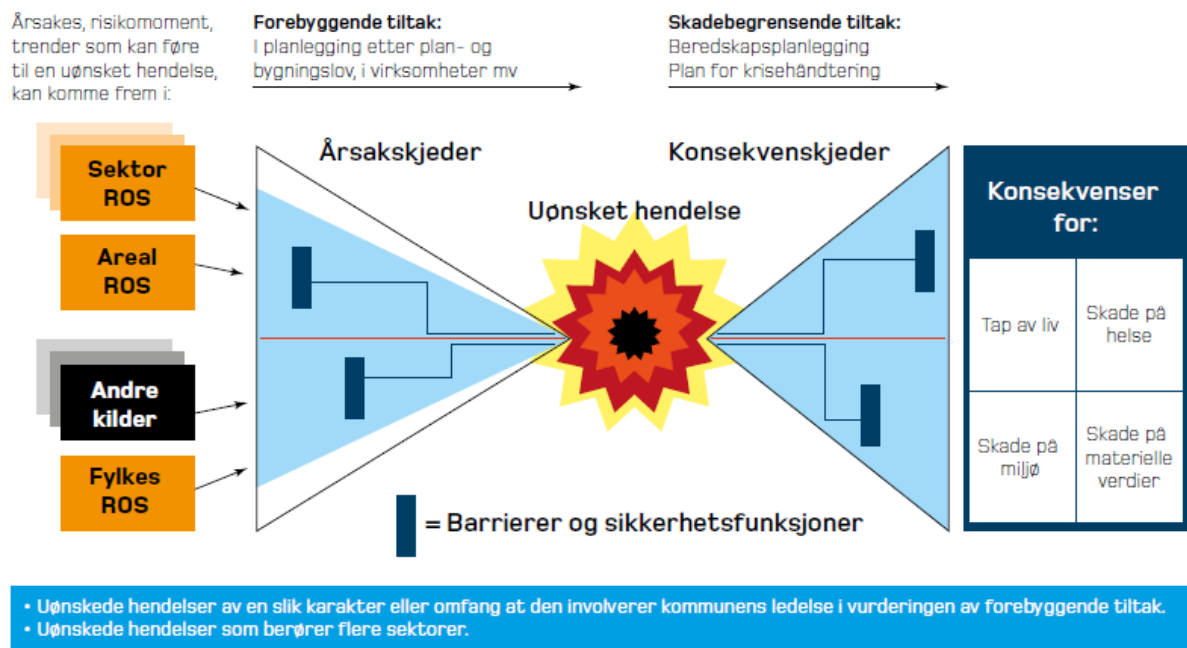 Årsakes, risikomoment,
trender som kan føre
til en uønsket hendelse,
kan komme frem i:
Forebyggende tiltak:
I planlegging etter plan- og
bygningslov, i virksomheter mv
Skadebegrensende tiltak:
Beredskapsplanlegging
Plan for krisehåndtering
Sektor
ROS
Areal
ROS
Andre
kilder
Fylkes
ROS
Årsakskjeder
Uønsket hendelse
Konsekvenskjeder
Konsekvenser
for:
Tap av liv
Skade på
helse
Skade på
miljø
Skade på
materielle
verdier
= Barrierer og sikkerhetsfunksjoner
• Uønskede hendelser av en slik karakter eller omfang at den involverer kommunens ledelse i vurderingen av forebyggende tiltak.
• Uønskede hendelser som berører flere sektorer.